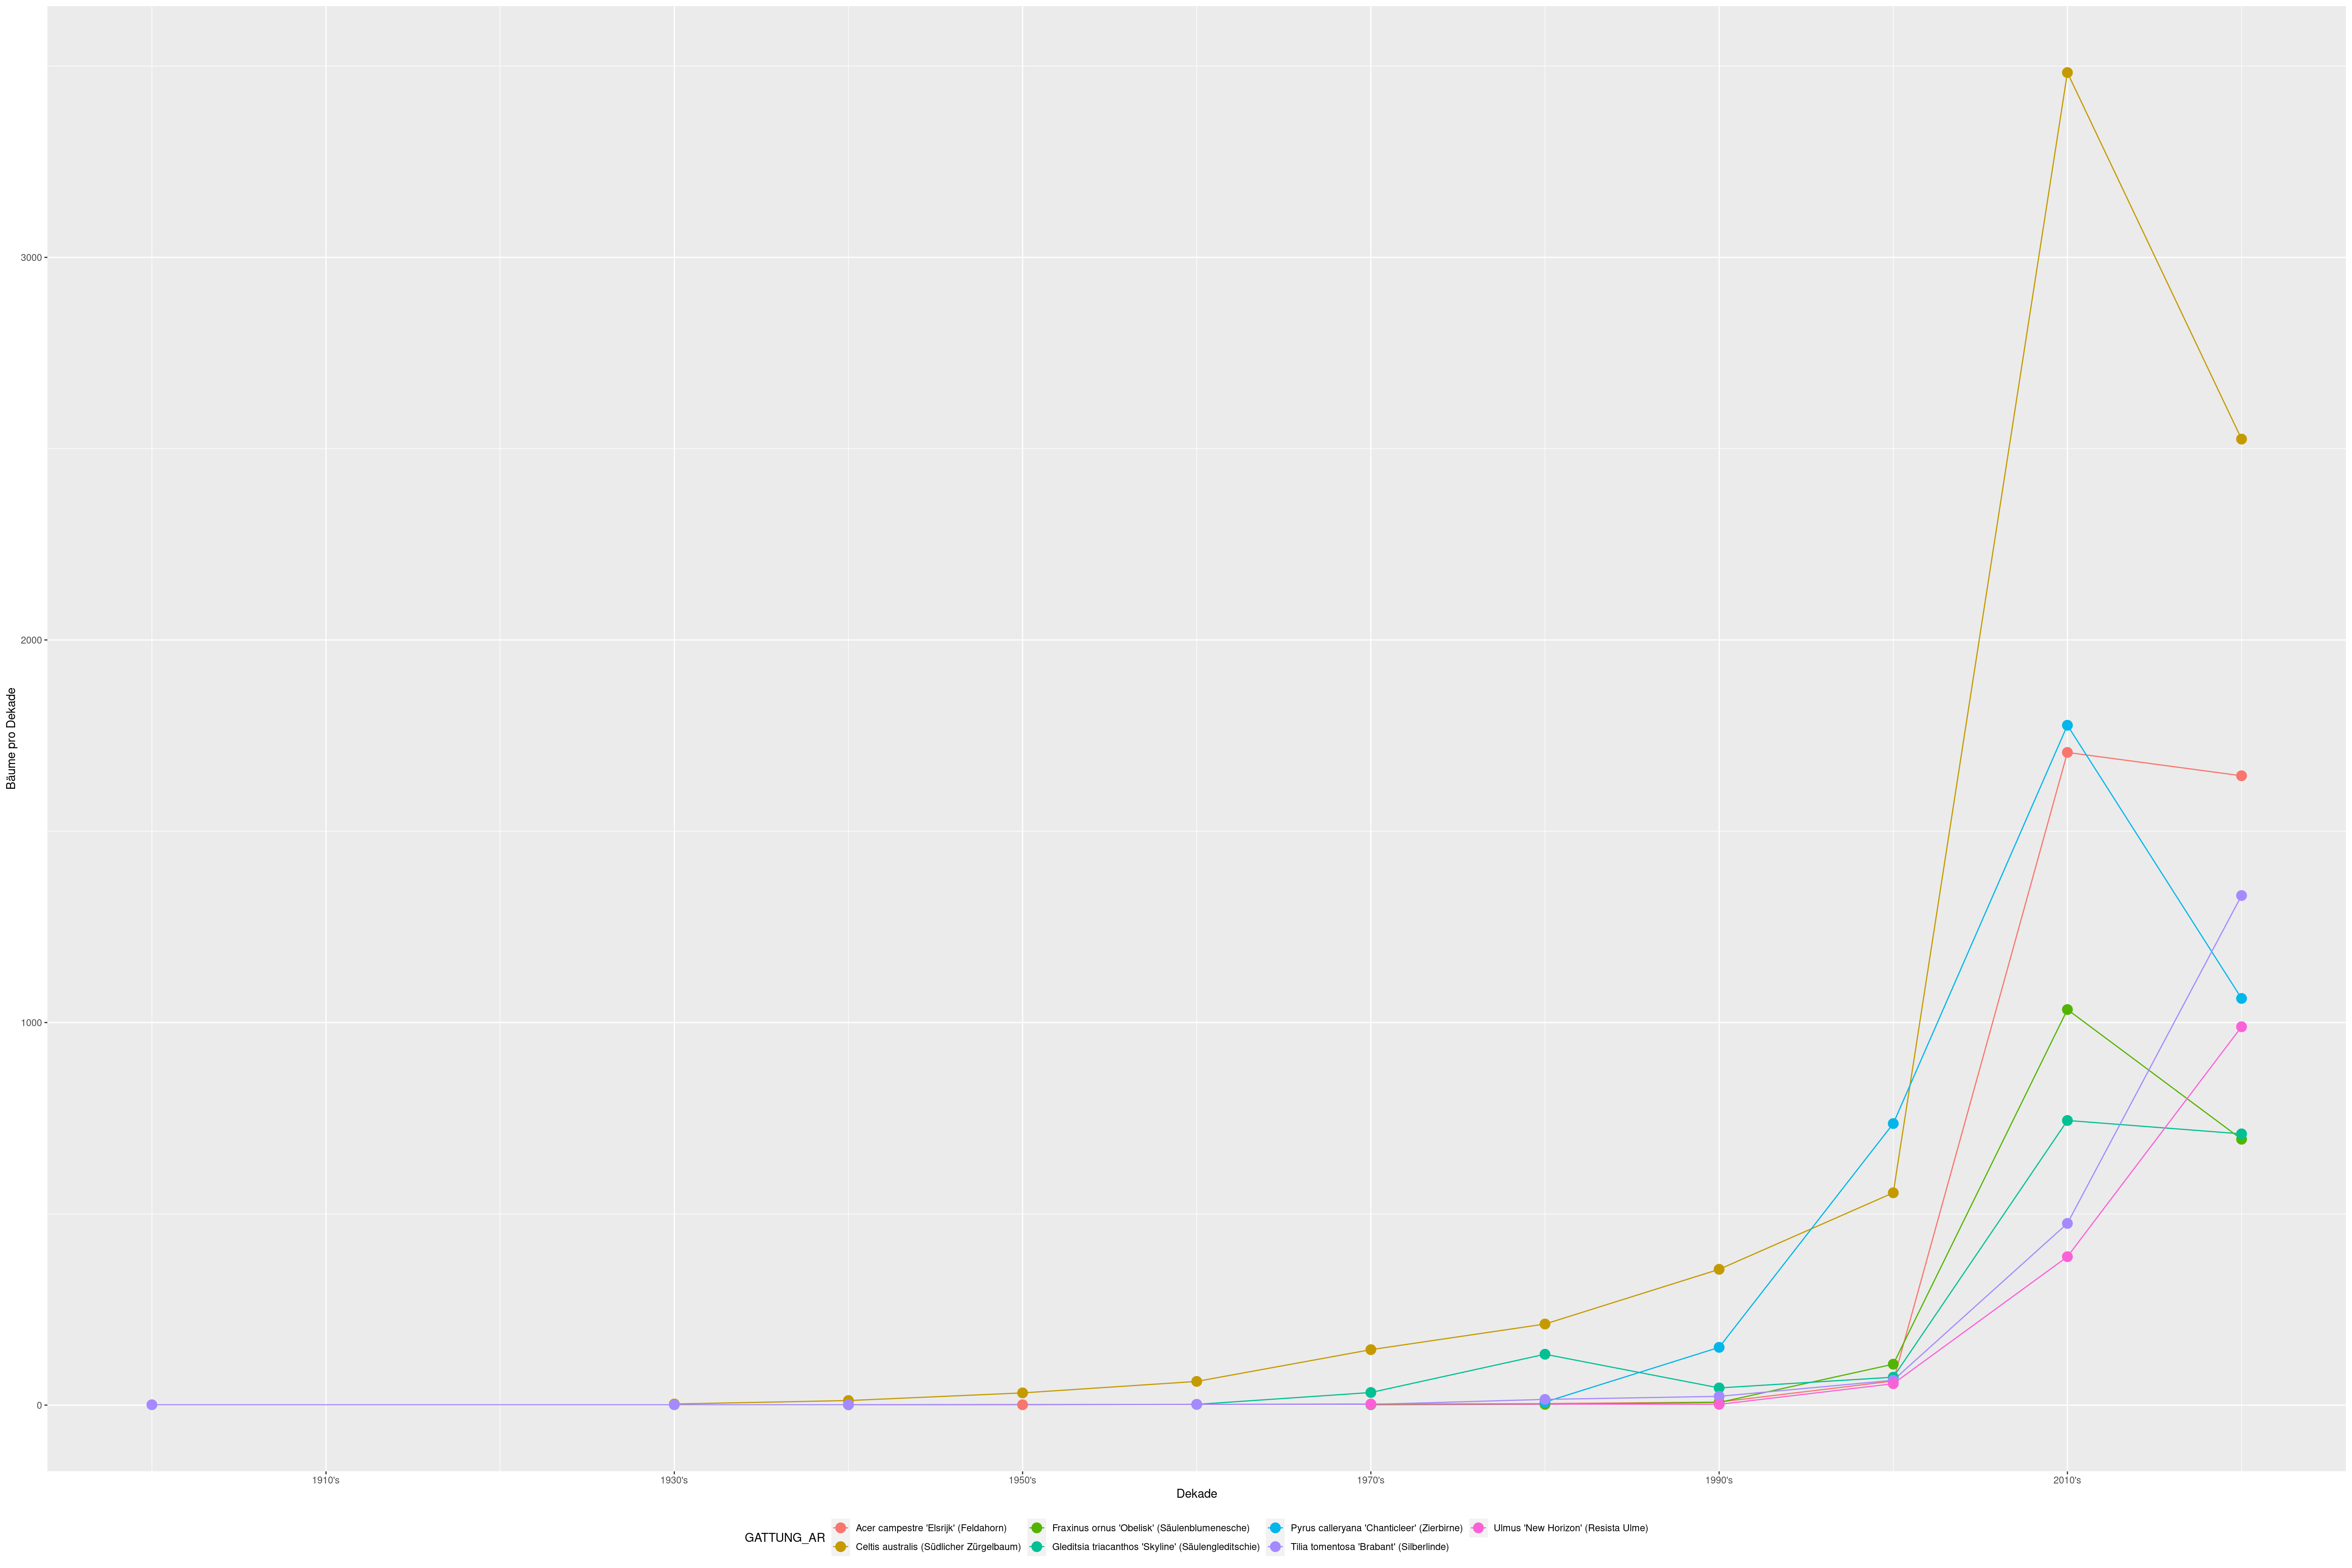 3000
2000
1000
0
Bäume pro Dekade
1910's 1930's 1950's 1970's 1990's 2010's
Dekade
GATTUNG_AR
Acer campestre 'Elsrijk' (Feldahorn) Fraxinus ornus 'Obelisk' (Säulenblumenesche) Pyrus calleryana 'Chanticleer' (Zierbirne) Ulmus 'New Horizon' (Resista Ulme)
Celtis australis (Südlicher Zürgelbaum) Gleditsia triacanthos 'Skyline' (Säulengleditschie) Tilia tomentosa 'Brabant' (Silberlinde)